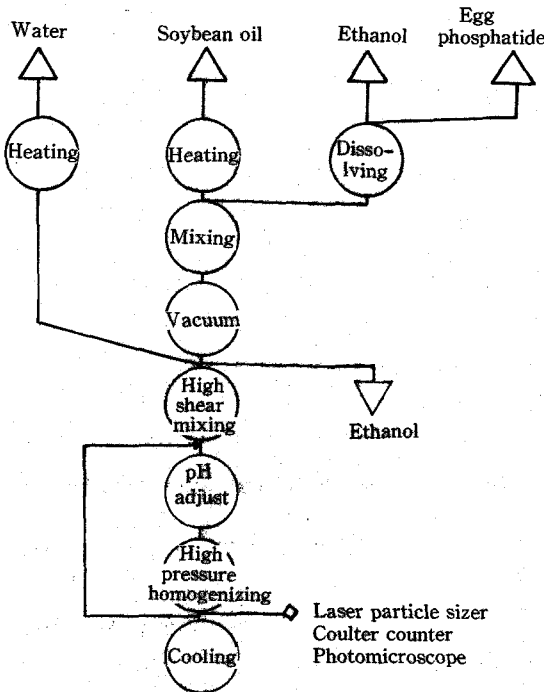 Water
Soybean oil
Ethanol
Egg
phosphatide
Heating
Heating
Disso-
lving
Mixing
Vacuum
High
shear
mixing
Ethanol
pH
adjust
High
pressure
homogenizing
Laser particle sizer
Coulter counter
Photomicroscope
Cooling